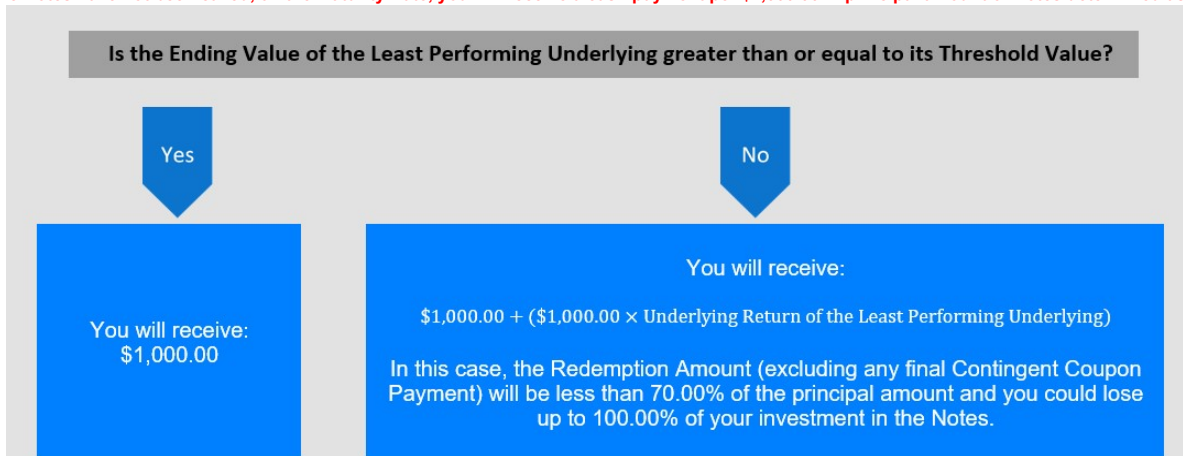 Is the Ending Value of the Least Performing Underlying greater than or equal to its Threshold Value?
Yes
No
You will receive:
$1,000.00
You will receive:
$1,000.00 + ($1,000.00 × Underlying Return of the Least Performing Underlying)
In this case, the Redemption Amount (excluding any final Contingent Coupon
Payment) will be less than 70.00% of the principal amount and you could lose
up to 100.00% of your investment in the Notes.